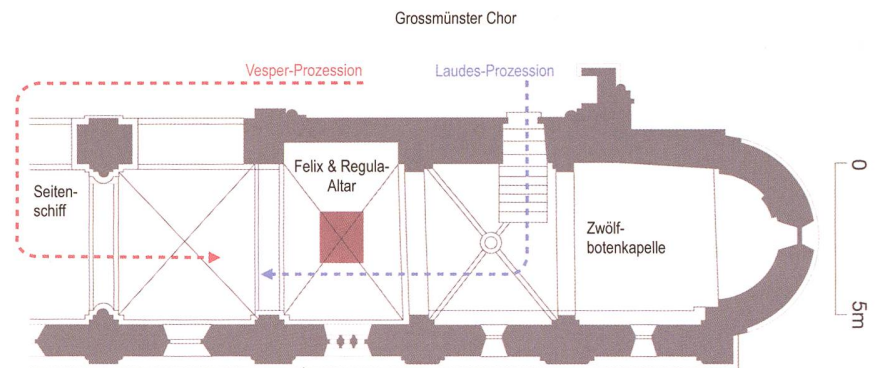 Grossmünster Chor
Vesper-Prozession
Laudes-Prozession
Seiten-
schiff
Felix & Regula-
Altar
Zwölf-
botenkapelle
0
5m